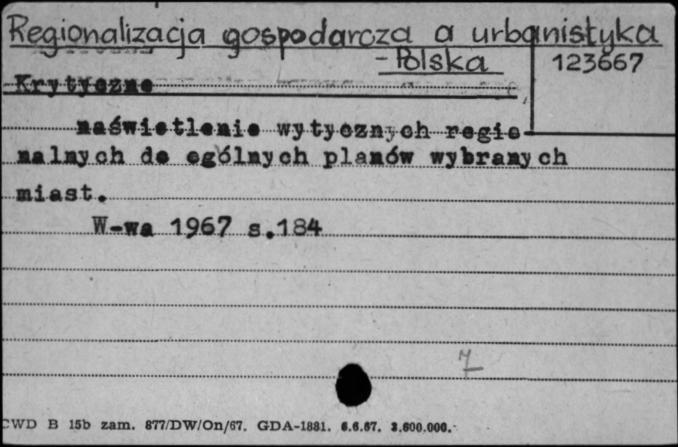 Regionalizacja gospodarcza a urbanistyka
- Polska
123667
Krytyczne
naświetlenie wytycznych regio
nalnych do ogólnych planów wybranych
miast.
W-wa 1967 s.184
7
CWD B 15b zam. 877/DW/On/67. GDA-1881. 6.6.67. 3.600.000.